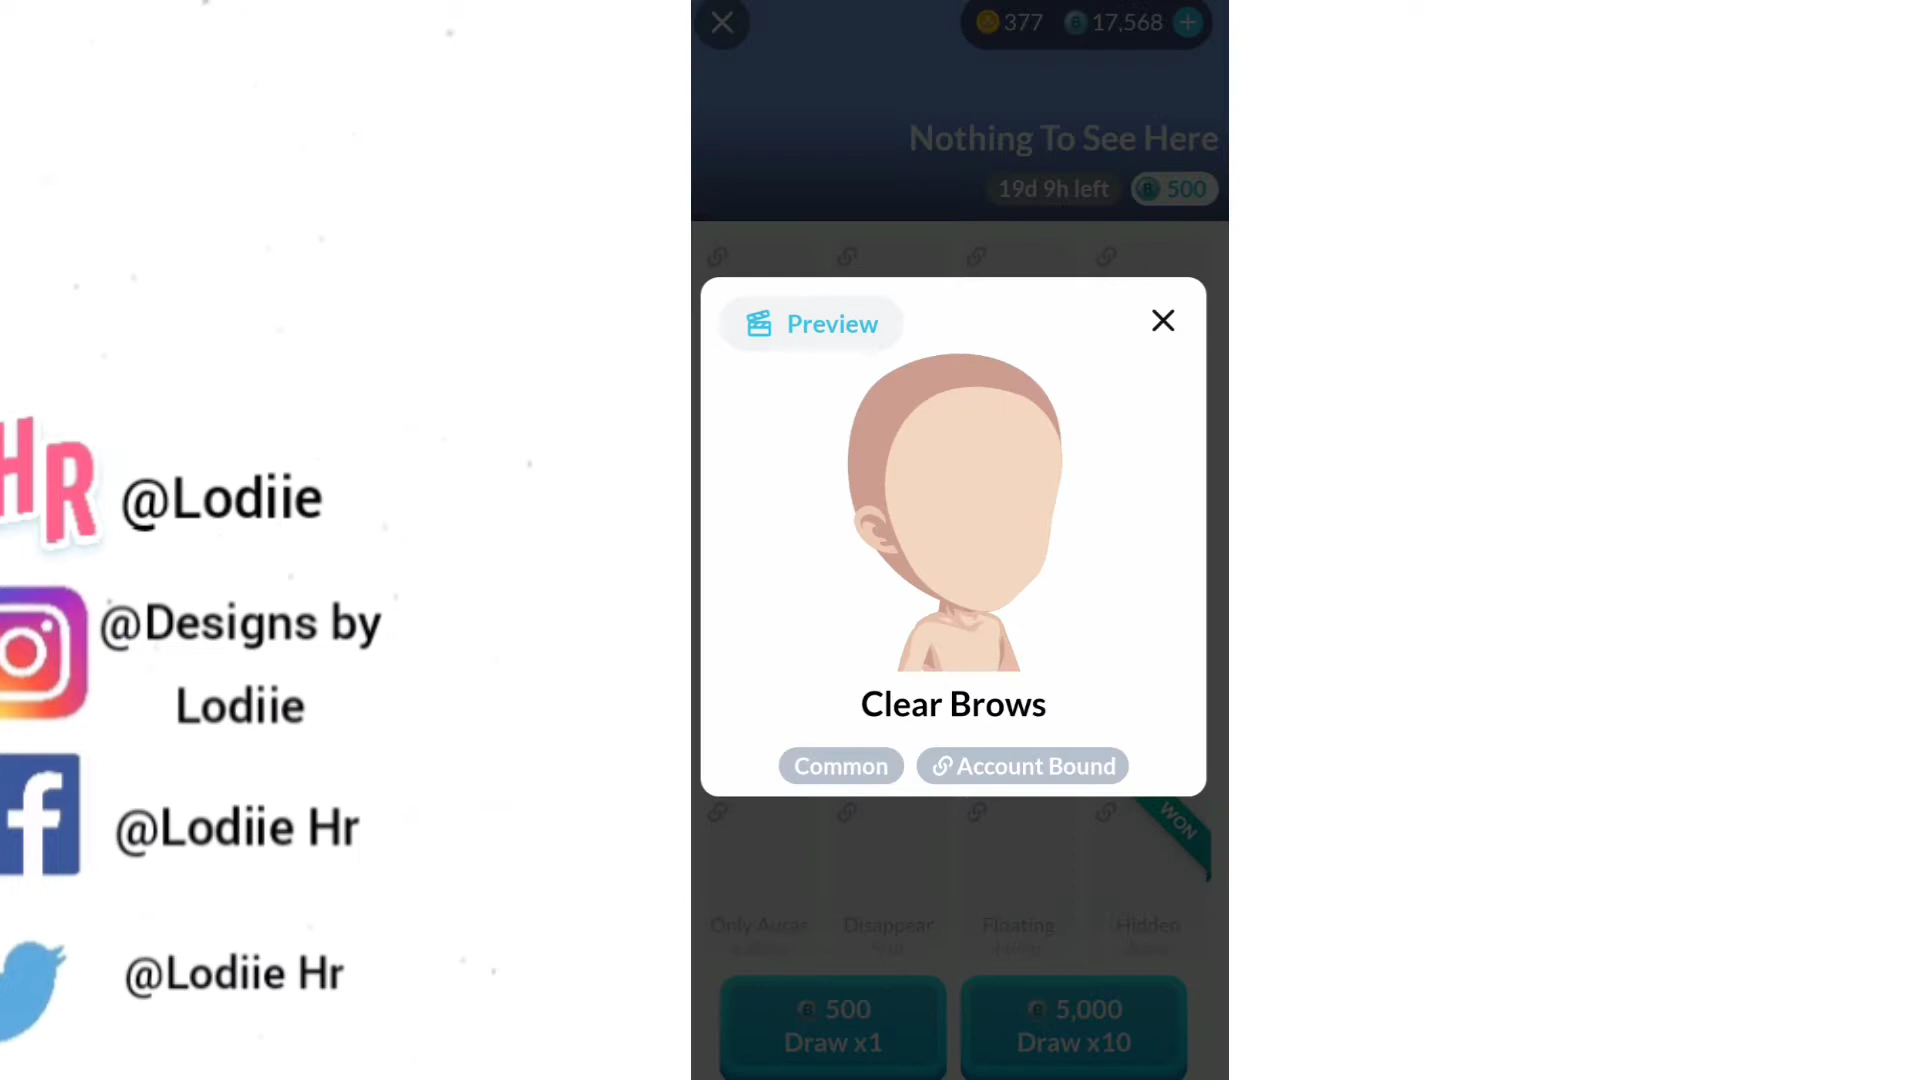 377 17,568
Nothing To See Here
19d 9h left 500
Preview
Clear Brows
Common Account Bound
WON
Only Auras Disappear Floating Hidden
500 5,000
Draw x1 Draw x10
HR @Lodiie
@Designs by
Lodiie
@Lodiie Hr
@Lodiie Hr